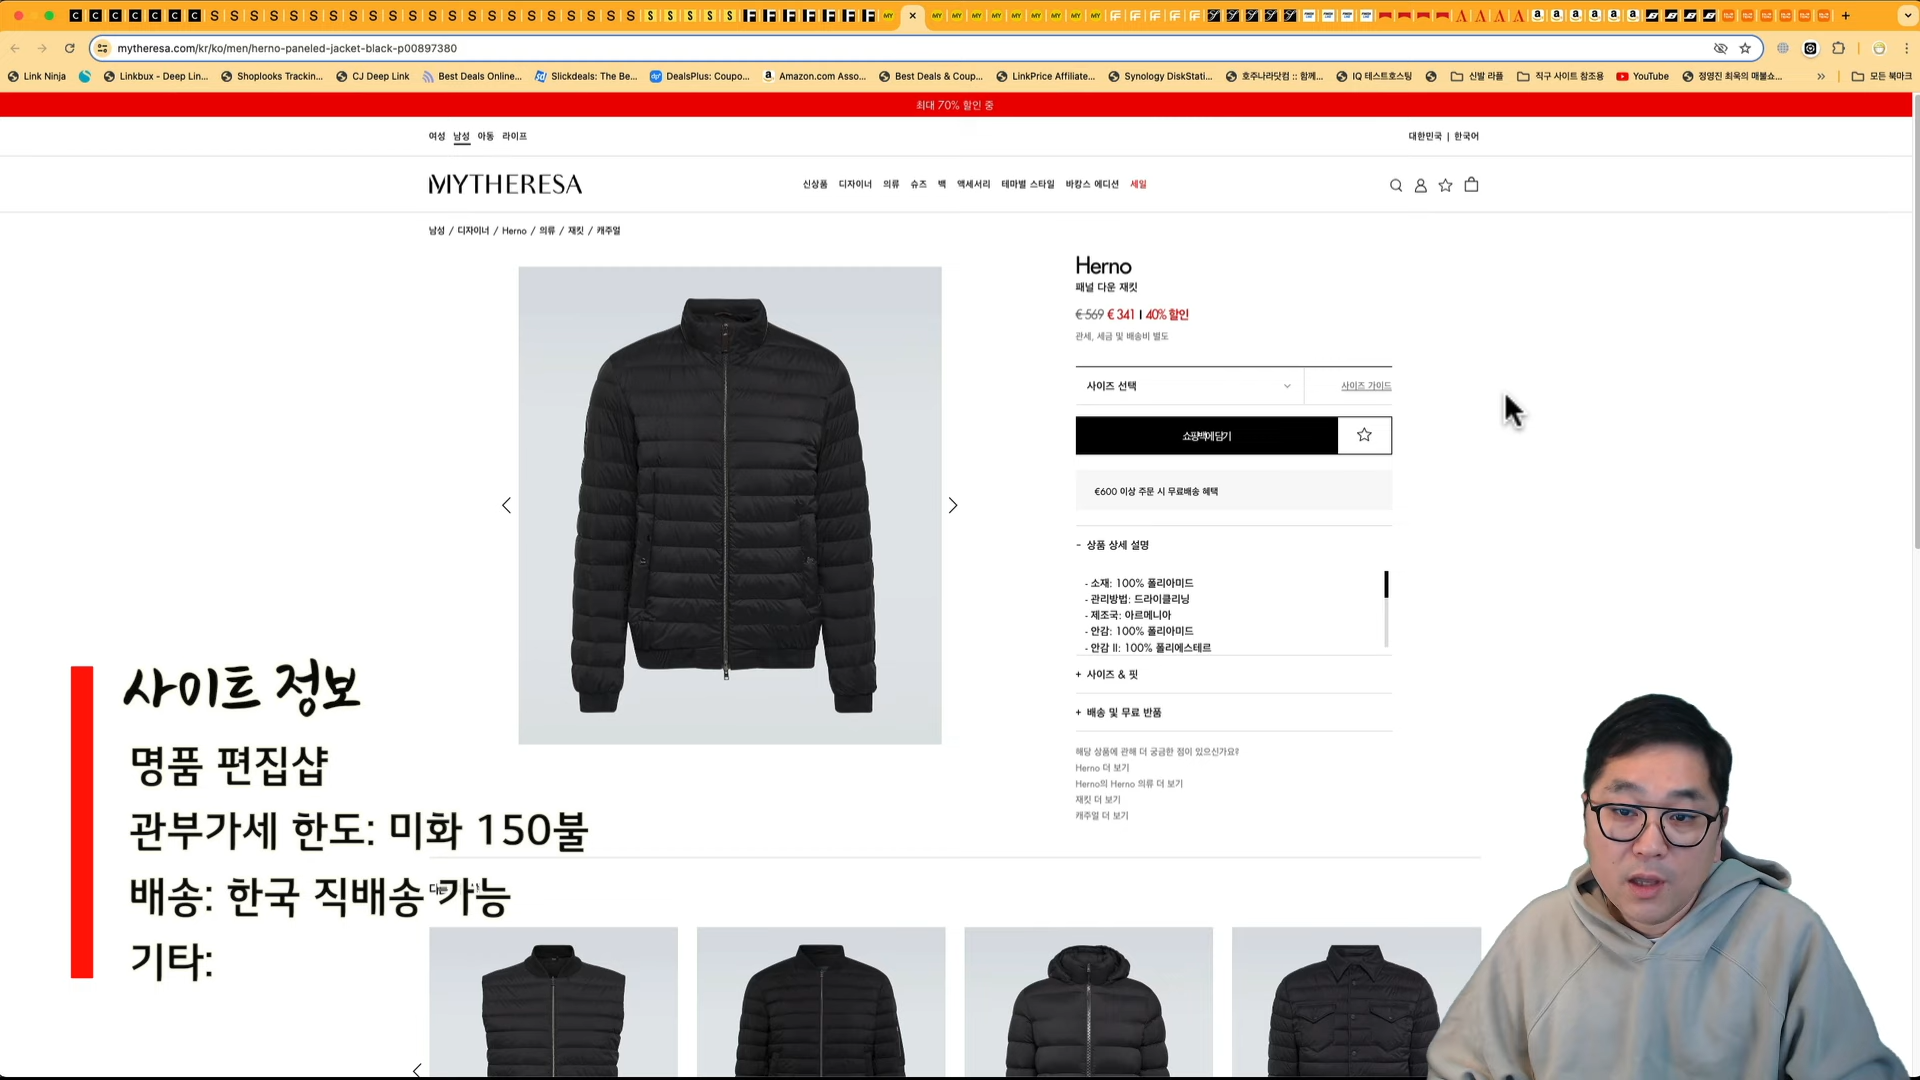 mytheresa.com/kr/ko/men/herno-paneled-jacket-black-p00897380
Link Ninja
Linkbux - Deep Lin...
Shoplooks Trackin...
CJ Deep Link
Best Deals Online...
Slickdeals: The Be...
DealsPlus: Coupo...
Amazon.com Asso...
Best Deals & Coup...
LinkPrice Affiliate...
Synology DiskStati...
호주나라닷컴 :: 함께...
IQ 테스트호스팅
신발 라플
직구 사이트 참조용
YouTube
정영진 최욱의 매불쇼...
모든 북마크
최대 70% 할인 중
여성 남성 아동 라이프
대한민국 | 한국어
MYTHERESA
신상품 디자이너 의류 슈즈 백 액세서리 테마별 스타일 바캉스 에디션 세일
남성 / 디자이너 / Herno / 의류 / 재킷 / 캐주얼
Herno
패널 다운 재킷
€ 569 € 341 | 40% 할인
관세, 세금 및 배송비 별도
사이즈 선택
사이즈 가이드
쇼핑백에 담기
€600 이상 주문 시 무료배송 혜택
- 상품 상세 설명
- 소재: 100% 폴리아미드
- 관리방법: 드라이클리닝
- 제조국: 아르메니아
- 안감: 100% 폴리아미드
- 안감 II: 100% 폴리에스테르
+ 사이즈 & 핏
+ 배송 및 무료 반품
해당 상품에 관해 더 궁금한 점이 있으신가요?
Herno 더 보기
Herno의 Herno 의류 더 보기
재킷 더 보기
캐주얼 더 보기
사이트 정보
명품 편집샵
관부가세 한도: 미화 150불
배송: 한국 직배송 가능
기타: